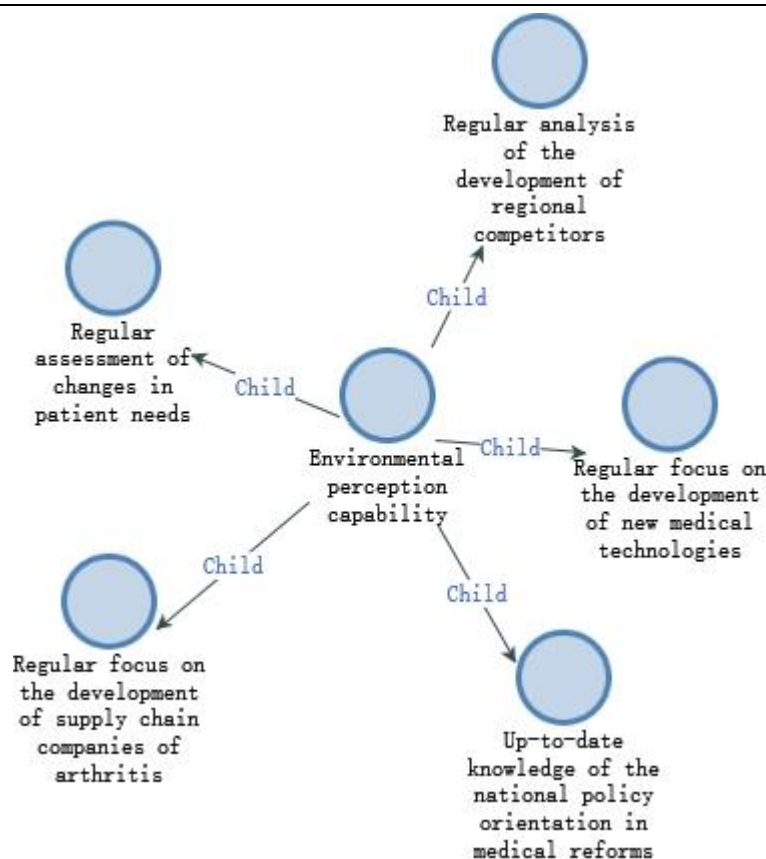 Regular analysis
of the
development of
regional
competitors
Child
Regular
assessment of
changes in
patient needs
Child
Environmental
perception
capability
Child
Regular focus on
the development
of new medical
technologies
Child
Regular focus on
the development
of supply chain
companies of
arthritis
Child
Up-to-date
knowledge of the
national policy
orientation in
medical reforms